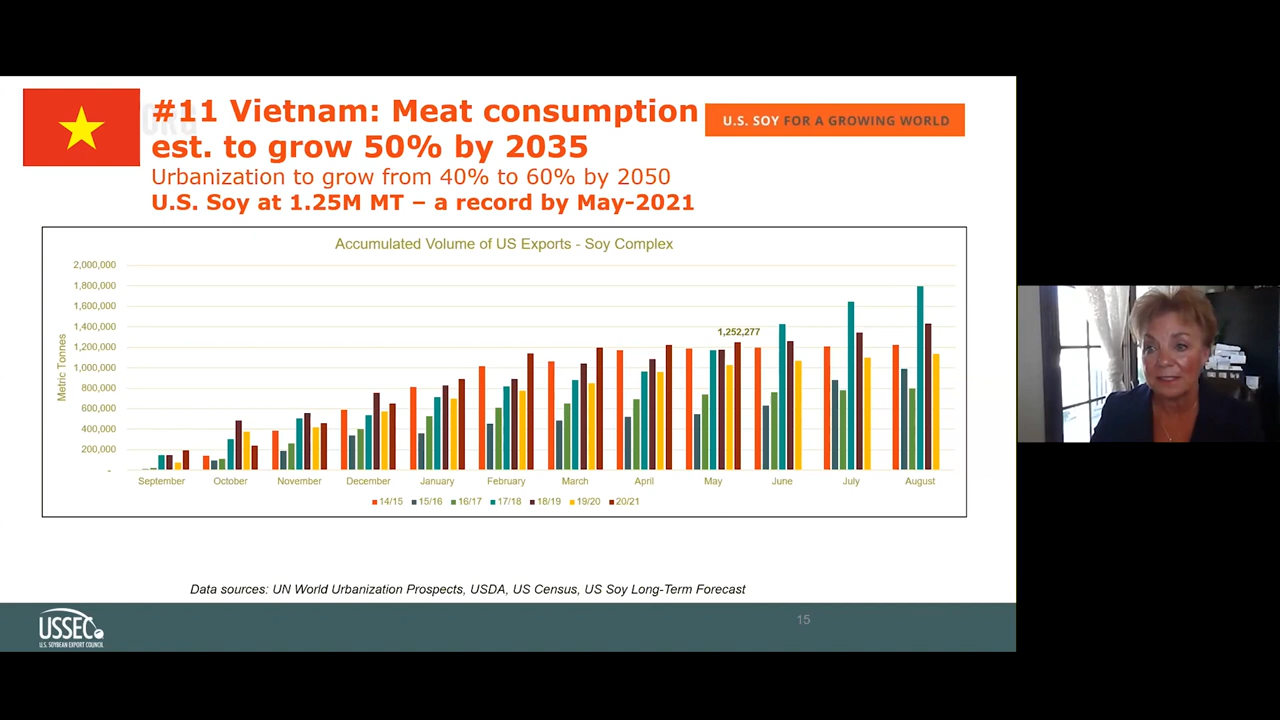 #11 Vietnam: Meat consumption
est. to grow 50% by 2035
Urbanization to grow from 40% to 60% by 2050
U.S. Soy at 1.25M MT – a record by May-2021
U.S. SOY FOR A GROWING WORLD
Accumulated Volume of US Exports - Soy Complex
Metric Tonnes
2,000,000
1,800,000
1,600,000
1,400,000
1,200,000
1,000,000
800,000
600,000
400,000
200,000
-
1,252,277
September October November December January February March April May June July August
14/15 15/16 16/17 17/18 18/19 19/20 20/21
Data sources: UN World Urbanization Prospects, USDA, US Census, US Soy Long-Term Forecast
USSEC
U.S. SOYBEAN EXPORT COUNCIL
15